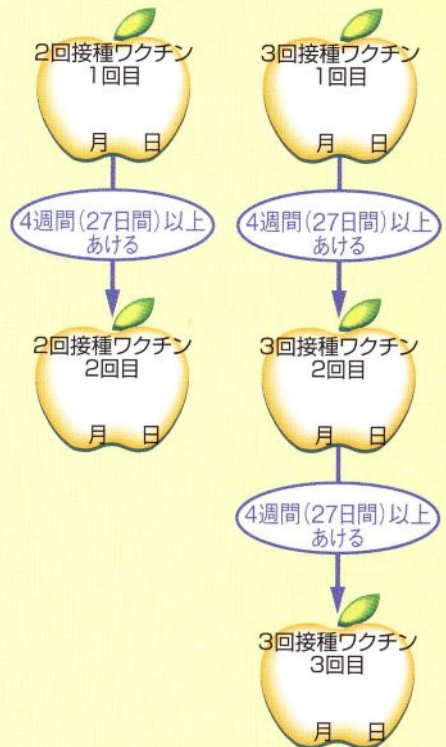 2回接種ワクチン
1回目
月 日
4週間(27日間)以上
あける
2回接種ワクチン
2回目
月 日
3回接種ワクチン
1回目
月 日
4週間(27日間)以上
あける
3回接種ワクチン
2回目
月 日
4週間(27日間)以上
あける
3回接種ワクチン
3回目
月 日